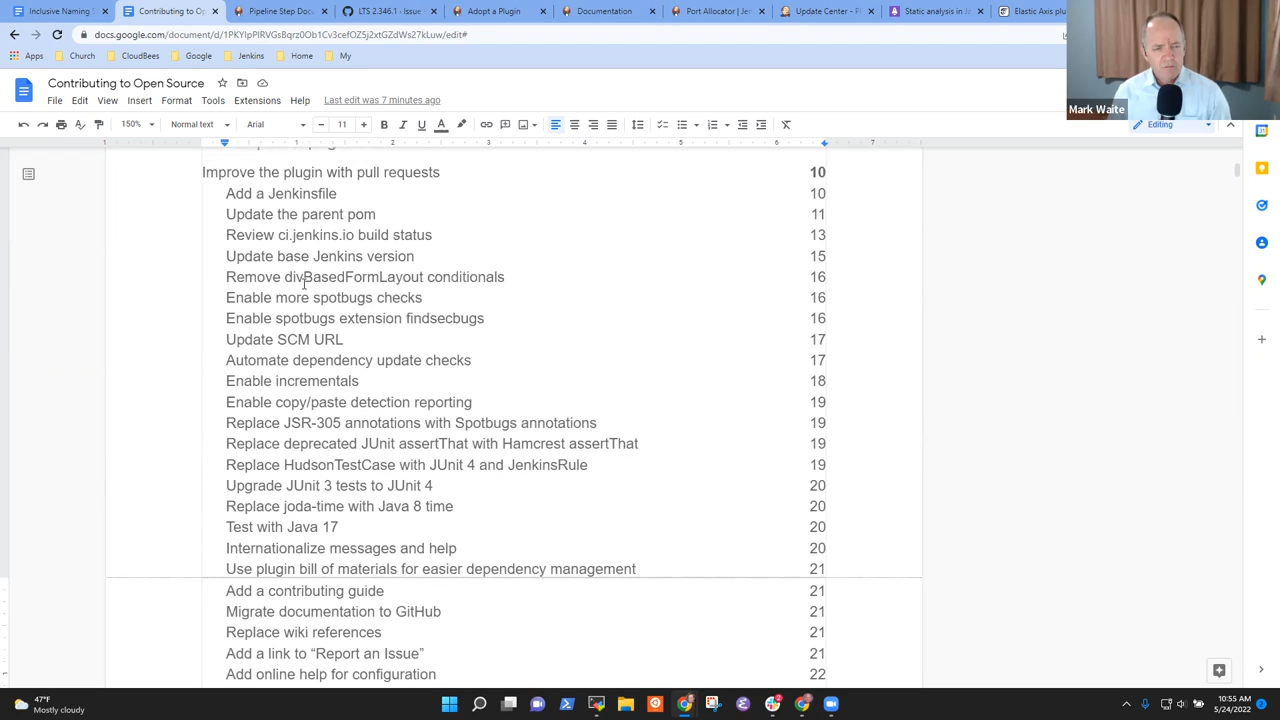 Inclusive Naming
Contributing to Open
Pipeline Step Docu
LTS 2.346.1 · Issue
Adopt a Plugin
Documentation
Port Allocator | Jen
Update Center – P
Static analysis in J
Elastic Axis plu
docs.google.com/document/d/
Apps
Church
CloudBees
Google
Jenkins
Home
My
Contributing to Open Source
File Edit View Insert Format Tools Extensions Help Last edit was 7 minutes ago
Mark Waite
150% Normal text Arial 11 B I U A Editing
1 1 2 3 4 5 6 7
Improve the plugin with pull requests 10
Add a Jenkinsfile 10
Update the parent pom 11
Review ci.jenkins.io build status 13
Update base Jenkins version 15
Remove divBasedFormLayout conditionals 16
Enable more spotbugs checks 16
Enable spotbugs extension findsecbugs 16
Update SCM URL 17
Automate dependency update checks 17
Enable incrementals 18
Enable copy/paste detection reporting 19
Replace JSR-305 annotations with Spotbugs annotations 19
Replace deprecated JUnit assertThat with Hamcrest assertThat 19
Replace HudsonTestCase with JUnit 4 and JenkinsRule 19
Upgrade JUnit 3 tests to JUnit 4 20
Replace joda-time with Java 8 time 20
Test with Java 17 20
Internationalize messages and help 20
Use plugin bill of materials for easier dependency management 21
Add a contributing guide 21
Migrate documentation to GitHub 21
Replace wiki references 21
Add a link to “Report an Issue” 21
Add online help for configuration 22
47°F
Mostly cloudy
10:55 AM
5/24/2022